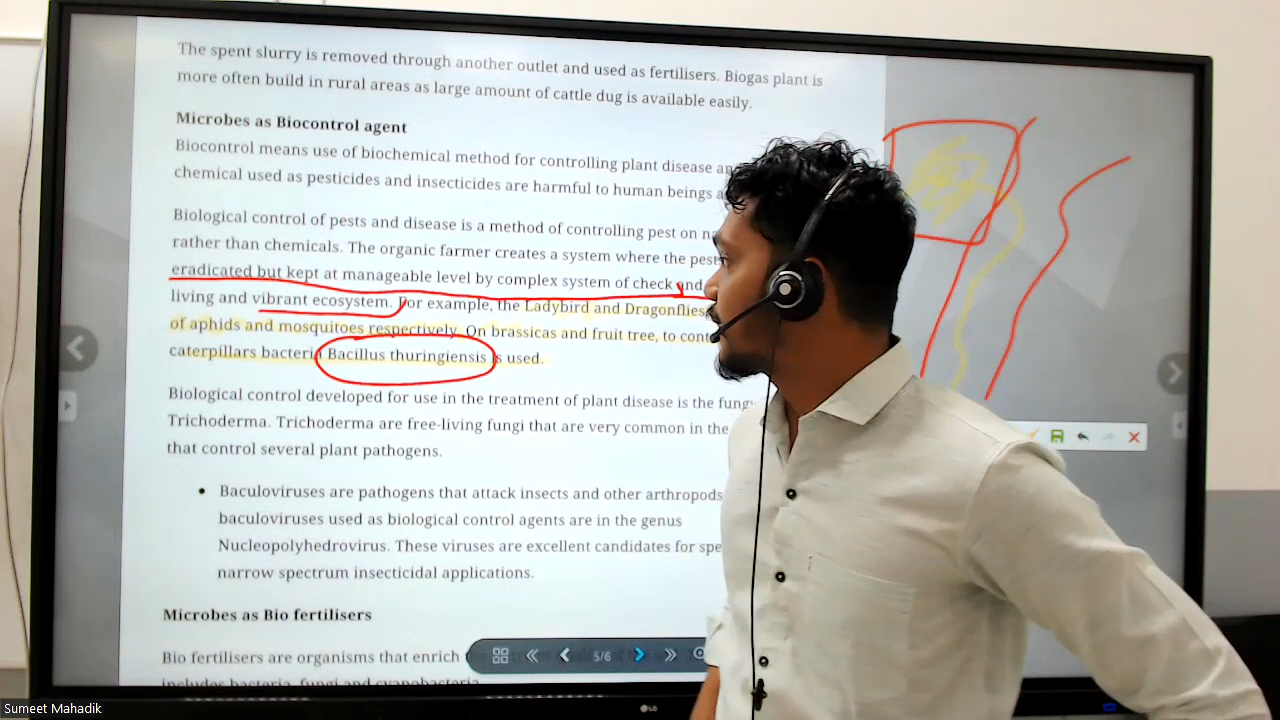 The spent slurry is removed through another outlet and used as fertilisers. Biogas plant is
more often build in rural areas as large amount of cattle dug is available easily.
Microbes as Biocontrol agent
Biocontrol means use of biochemical method for controlling plant disease
chemical used as pesticides and insecticides are harmful to human beings
Biological control of pests and disease is a method of controlling pest on
rather than chemicals. The organic farmer creates a system where the
eradicated but kept at manageable level by complex system of check and
living and vibrant ecosystem. For example, the Ladybird and Dragonflies
of aphids and mosquitoes respectively. On brassicas and fruit tree, to
caterpillars bacteria Bacillus thuringiensis is used.
Biological control developed for use in the treatment of plant disease is the
Trichoderma. Trichoderma are free-living fungi that are very common in the
that control several plant pathogens.
• Baculoviruses are pathogens that attack insects and other arthropods
baculoviruses used as biological control agents are in the genus
Nucleopolyhedrovirus. These viruses are excellent candidates for
narrow spectrum insecticidal applications.
Microbes as Bio fertilisers
Bio fertilisers are organisms that enrich
5/6
includes bacteria, fungi and cyanobacteria
LG
Sumeet Mahadik